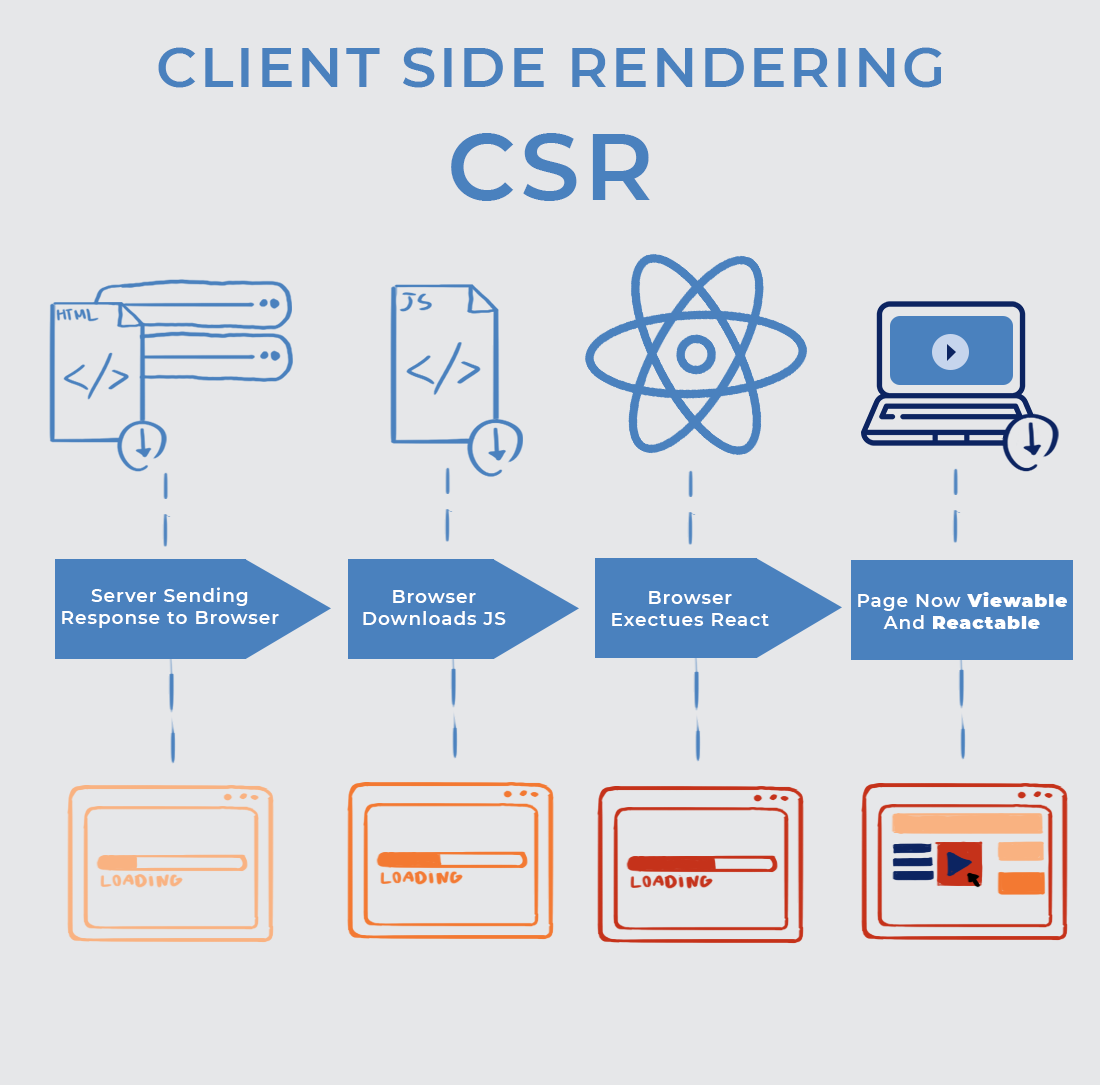 CLIENT SIDE RENDERING
CSR
HTML
</>
JS
</>
Server Sending
Response to Browser
Browser
Downloads JS
Browser
Exectues React
Page Now Viewable
And Reactable
LOADING
LOADING
LOADING